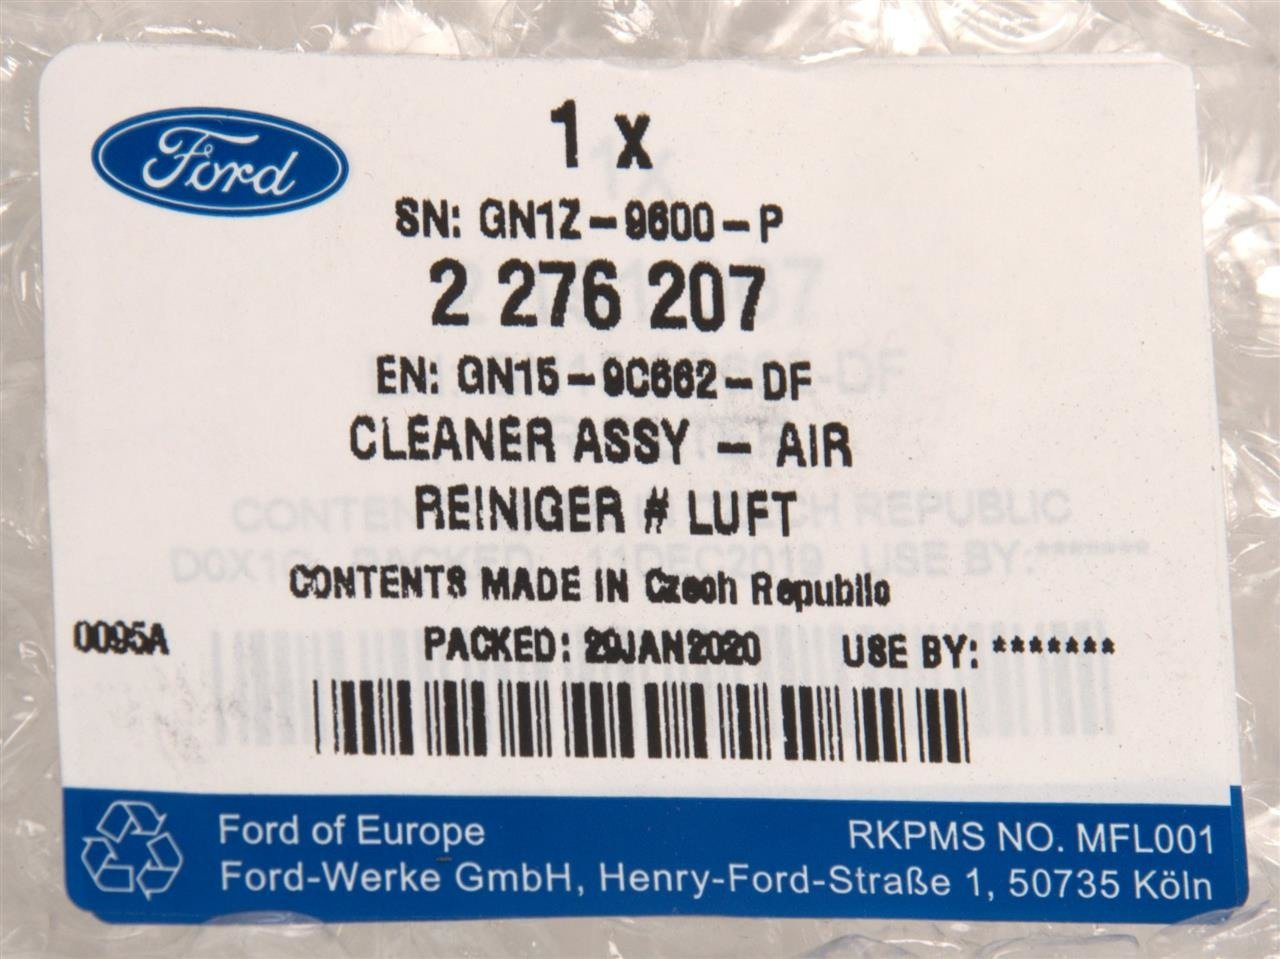 Ford
1 x
SN: GN1Z-9600-P
2 276 207
EN: GN15-9C662-DF
CLEANER ASSY - AIR
REINIGER # LUFT
CONTENTS MADE IN Czech Republic
0095A PACKED: 29JAN2020 USE BY: *******
Ford of Europe RKPMS NO. MFL001
Ford-Werke GmbH, Henry-Ford-Straße 1, 50735 Köln